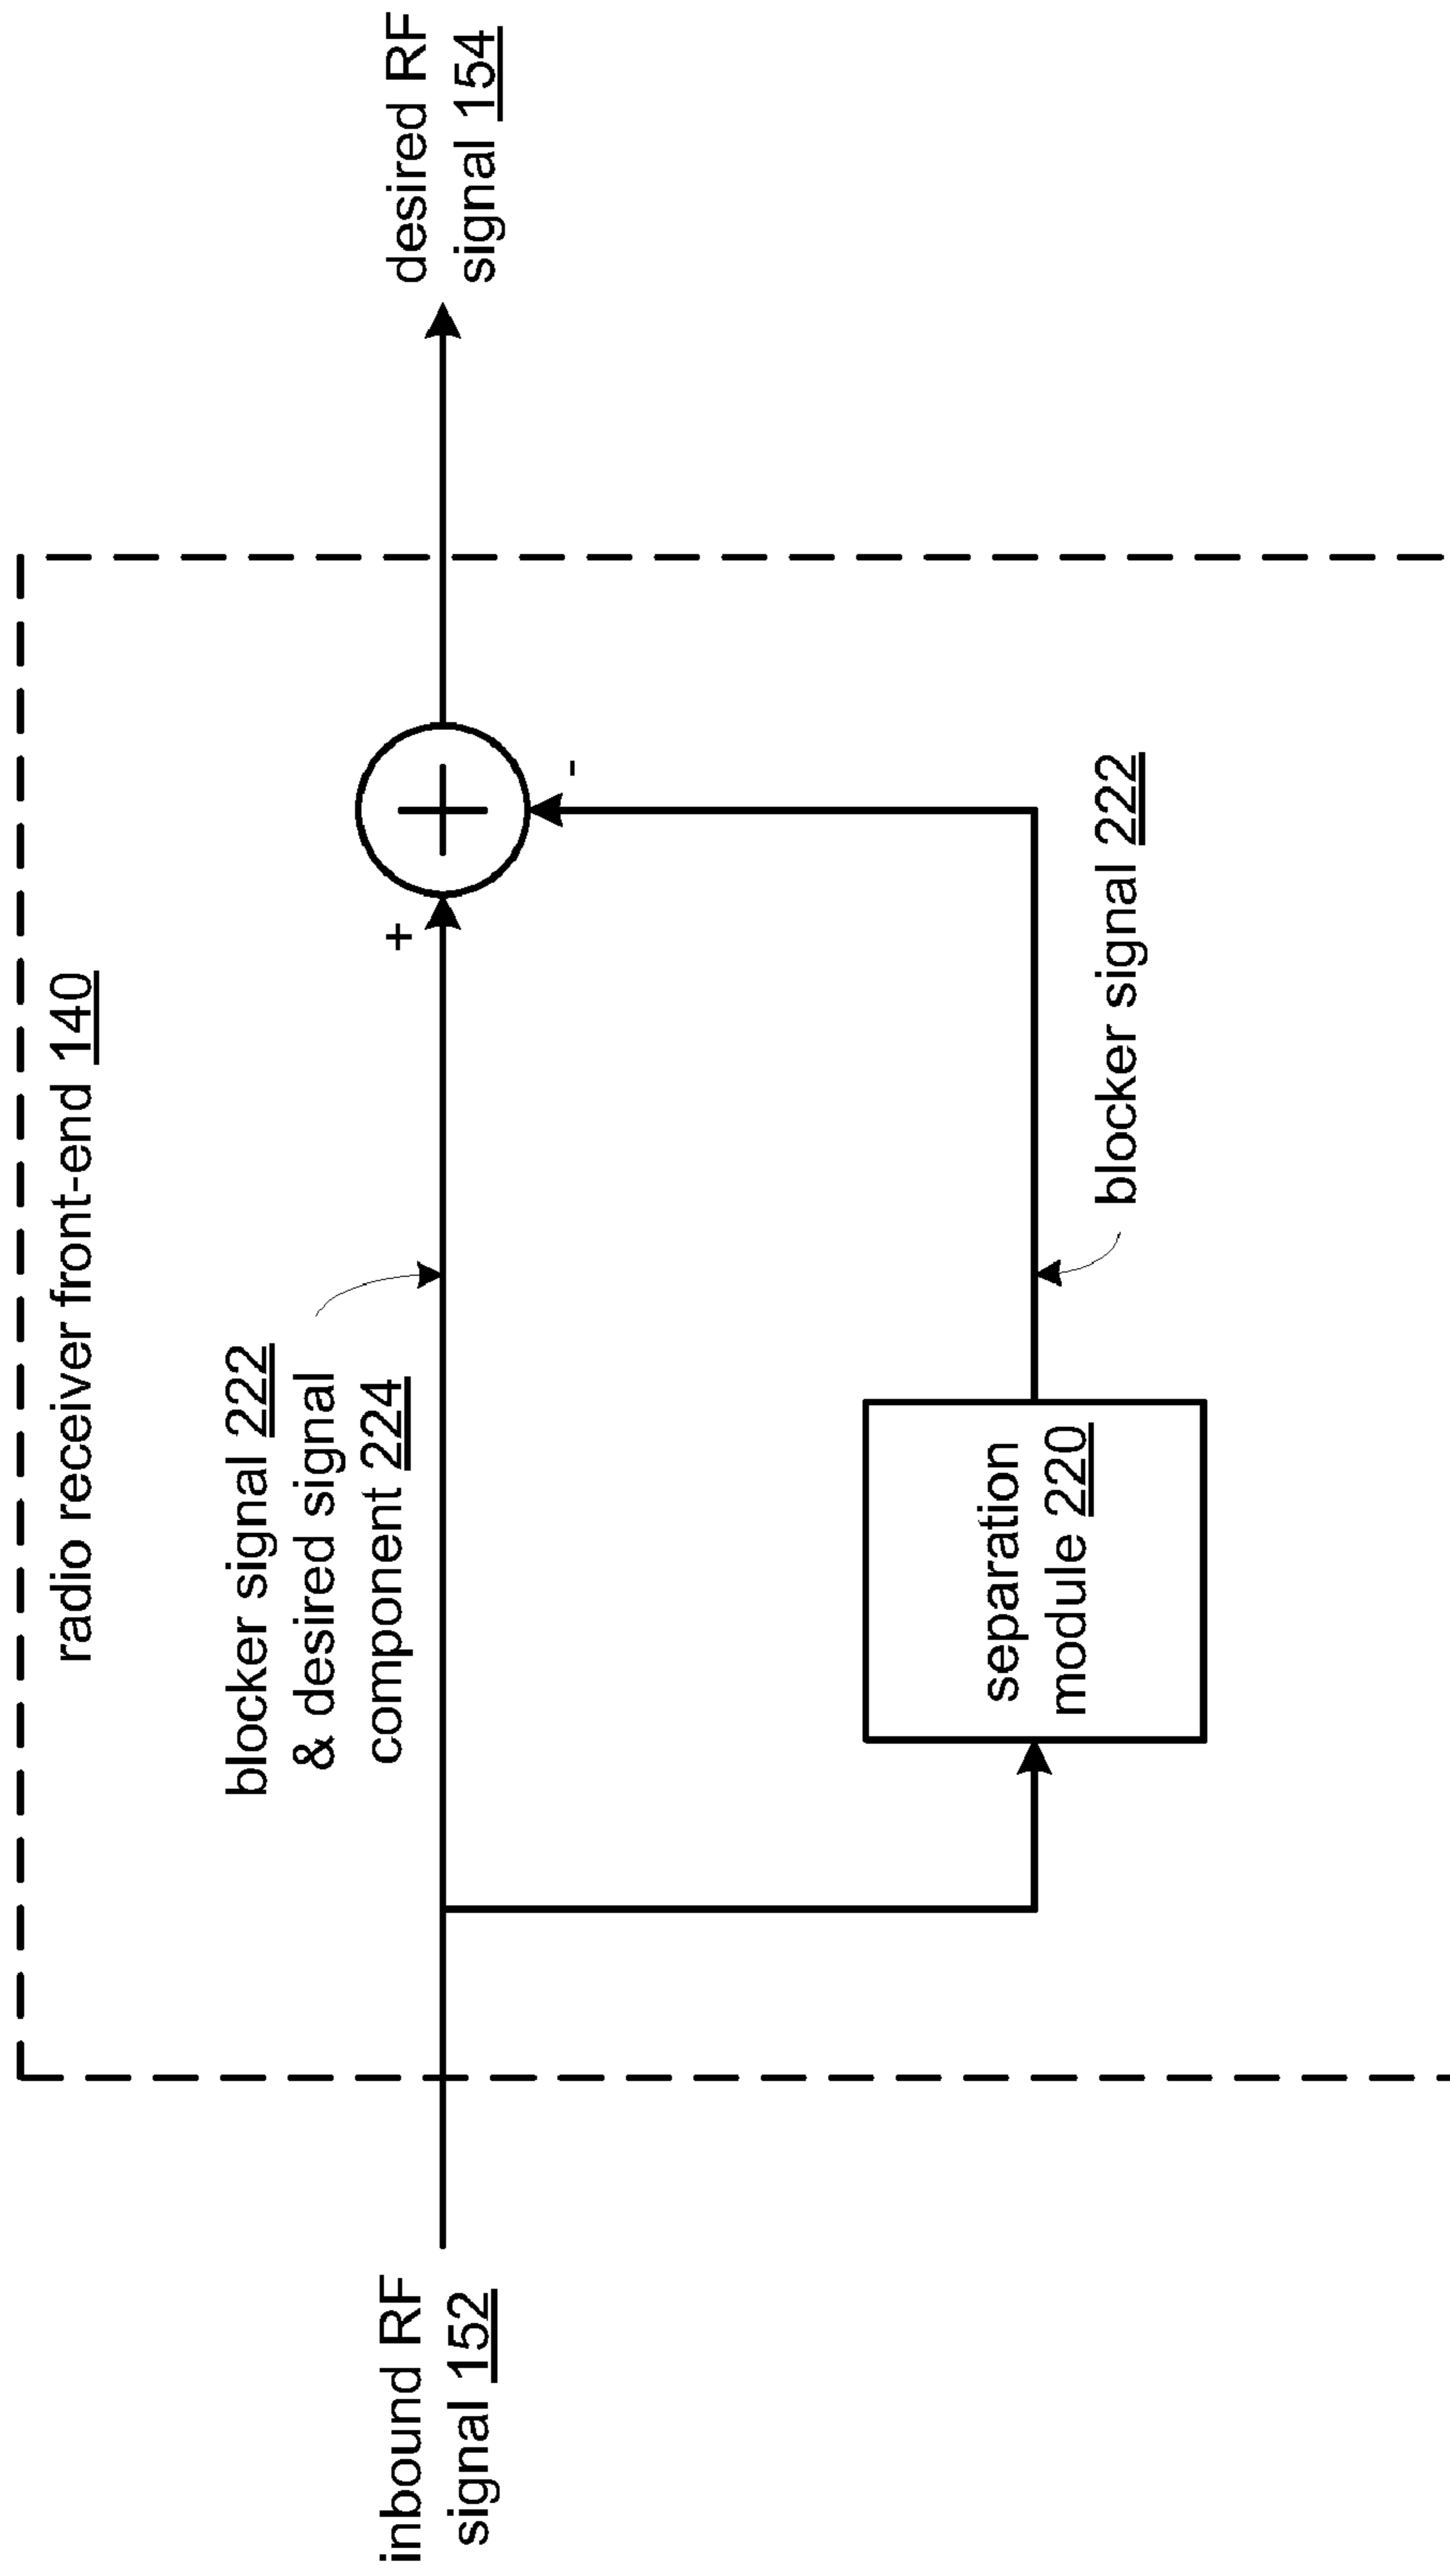 radio receiver front-end 140
blocker signal 222
& desired signal
component 224
inbound RF
signal 152
+
-
desired RF
signal 154
separation
module 220
blocker signal 222